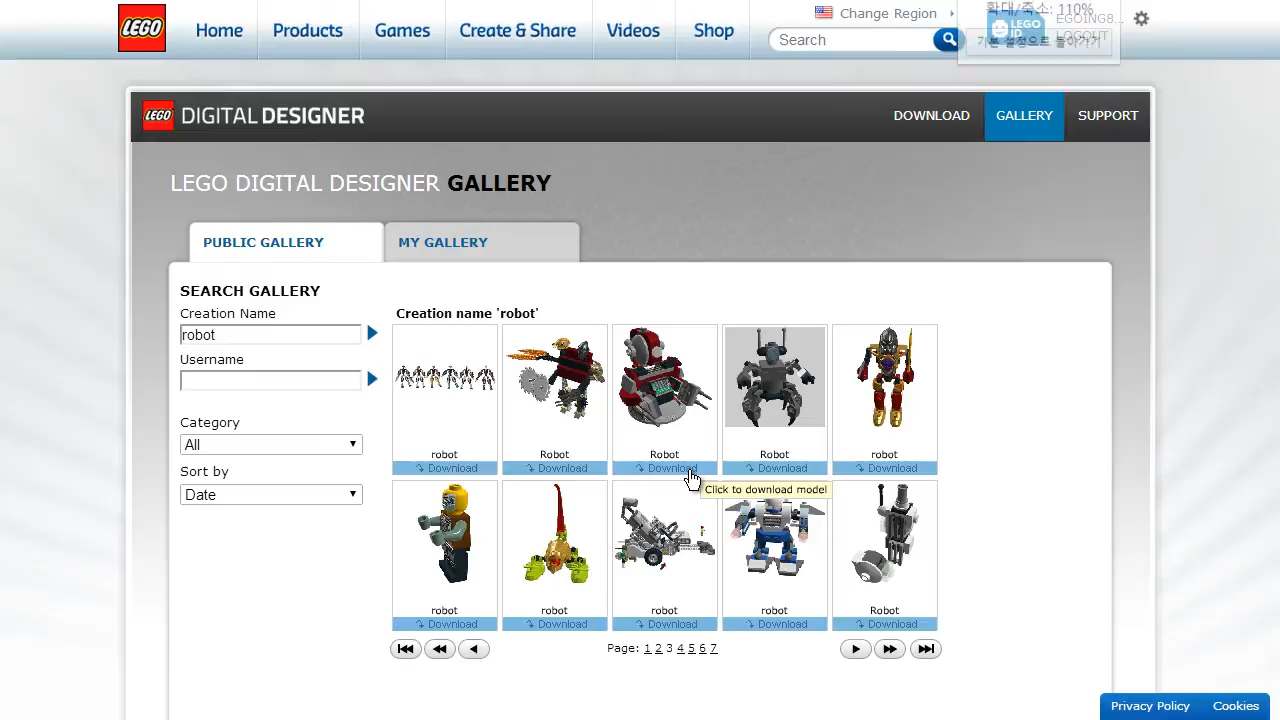 LEGO
Home
Products
Games
Create & Share
Videos
Shop
Change Region
확대/축소: 110%
Search
LEGO ID
EGOING8...
LOGOUT
기본 설정으로 돌아가기
LEGO DIGITAL DESIGNER
DOWNLOAD
GALLERY
SUPPORT
LEGO DIGITAL DESIGNER GALLERY
PUBLIC GALLERY
MY GALLERY
SEARCH GALLERY
Creation Name
robot
Username
Category
All
Sort by
Date
Creation name 'robot'
robot
Robot
Robot
Robot
robot
Download
Download
Download
Download
Download
Click to download model
robot
robot
robot
robot
Robot
Download
Download
Download
Download
Download
Page: 1 2 3 4 5 6 7
Privacy Policy
Cookies